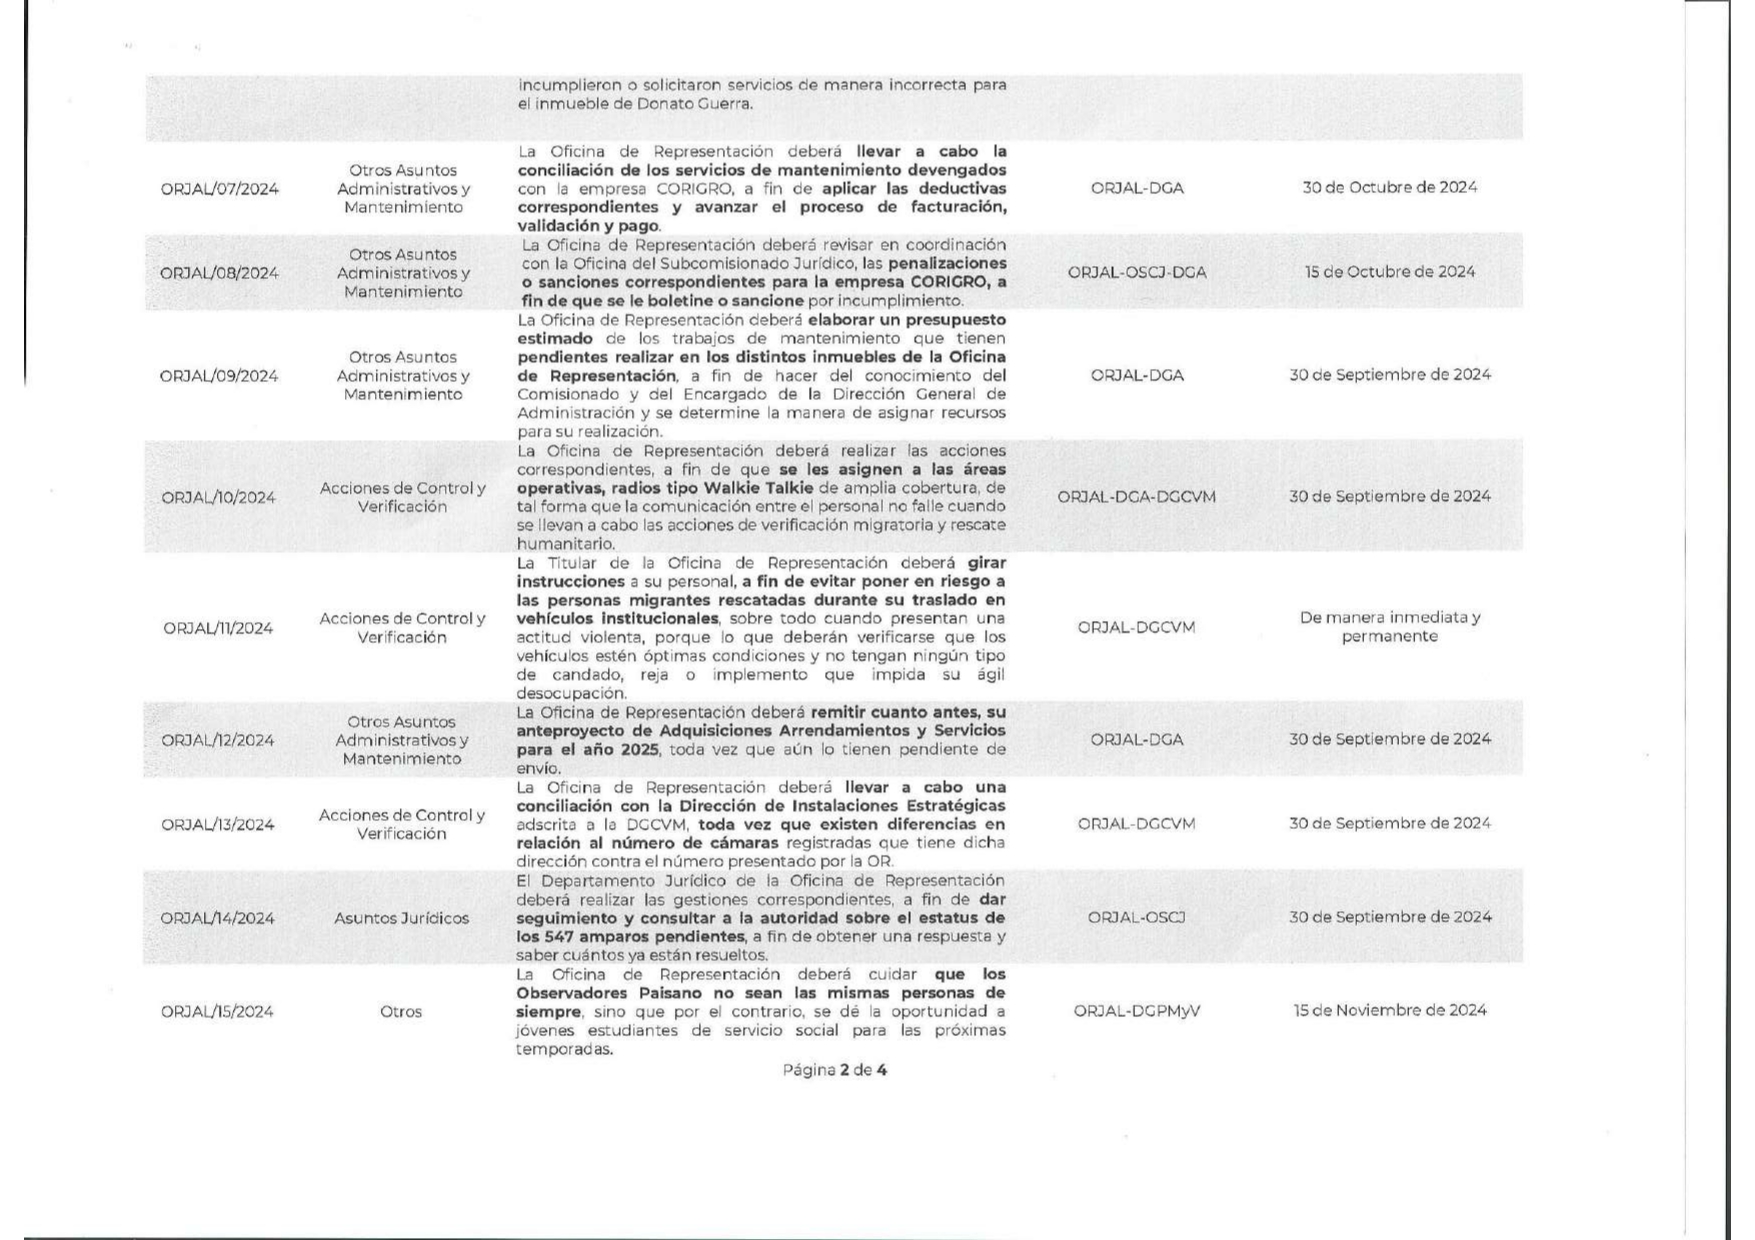 incumplieron o solicitaron servicios de manera incorrecta para
el inmueble de Donato Guerra.
ORJAL/07/2024
Otros Asuntos
Administrativos y
Mantenimiento
La Oficina de Representación deberá llevar a cabo la
conciliación de los servicios de mantenimiento devengados
con la empresa CORIGRO, a fin de aplicar las deductivas
correspondientes y avanzar el proceso de facturación,
validación y pago.
ORJAL-DGA
30 de Octubre de 2024
ORJAL/08/2024
Otros Asuntos
Administrativos y
Mantenimiento
La Oficina de Representación deberá revisar en coordinación
con la Oficina del Subcomisionado Jurídico, las penalizaciones
o sanciones correspondientes para la empresa CORIGRO, a
fin de que se le boletine o sancione por incumplimiento.
ORJAL-OSCJ-DGA
15 de Octubre de 2024
ORJAL/09/2024
Otros Asuntos
Administrativos y
Mantenimiento
La Oficina de Representación deberá elaborar un presupuesto
estimado de los trabajos de mantenimiento que tienen
pendientes realizar en los distintos inmuebles de la Oficina
de Representación, a fin de hacer del conocimiento del
Comisionado y del Encargado de la Dirección General de
Administración y se determine la manera de asignar recursos
para su realización.
ORJAL-DGA
30 de Septiembre de 2024
ORJAL/10/2024
Acciones de Control y
Verificación
La Oficina de Representación deberá realizar las acciones
correspondientes, a fin de que se les asignen a las áreas
operativas, radios tipo Walkie Talkie de amplia cobertura, de
tal forma que la comunicación entre el personal no falle cuando
se llevan a cabo las acciones de verificación migratoria y rescate
humanitario.
ORJAL-DGA-DGCVM
30 de Septiembre de 2024
ORJAL/11/2024
Acciones de Control y
Verificación
La Titular de la Oficina de Representación deberá girar
instrucciones a su personal, a fin de evitar poner en riesgo a
las personas migrantes rescatadas durante su traslado en
vehículos institucionales, sobre todo cuando presentan una
actitud violenta, porque lo que deberán verificarse que los
vehículos estén óptimas condiciones y no tengan ningún tipo
de candado, reja o implemento que impida su ágil
desocupación.
ORJAL-DGCVM
De manera inmediata y
permanente
ORJAL/12/2024
Otros Asuntos
Administrativos y
Mantenimiento
La Oficina de Representación deberá remitir cuanto antes, su
anteproyecto de Adquisiciones Arrendamientos y Servicios
para el año 2025, toda vez que aún lo tienen pendiente de
envío.
ORJAL-DGA
30 de Septiembre de 2024
ORJAL/13/2024
Acciones de Control y
Verificación
La Oficina de Representación deberá llevar a cabo una
conciliación con la Dirección de Instalaciones Estratégicas
adscrita a la DGCVM, toda vez que existen diferencias en
relación al número de cámaras registradas que tiene dicha
dirección contra el número presentado por la OR.
ORJAL-DGCVM
30 de Septiembre de 2024
ORJAL/14/2024
Asuntos Jurídicos
El Departamento Jurídico de la Oficina de Representación
deberá realizar las gestiones correspondientes, a fin de dar
seguimiento y consultar a la autoridad sobre el estatus de
los 547 amparos pendientes, a fin de obtener una respuesta y
saber cuántos ya están resueltos.
ORJAL-OSCJ
30 de Septiembre de 2024
ORJAL/15/2024
Otros
La Oficina de Representación deberá cuidar que los
Observadores Paisano no sean las mismas personas de
siempre, sino que por el contrario, se dé la oportunidad a
jóvenes estudiantes de servicio social para las próximas
temporadas.
ORJAL-DGPMyV
15 de Noviembre de 2024
Página 2 de 4